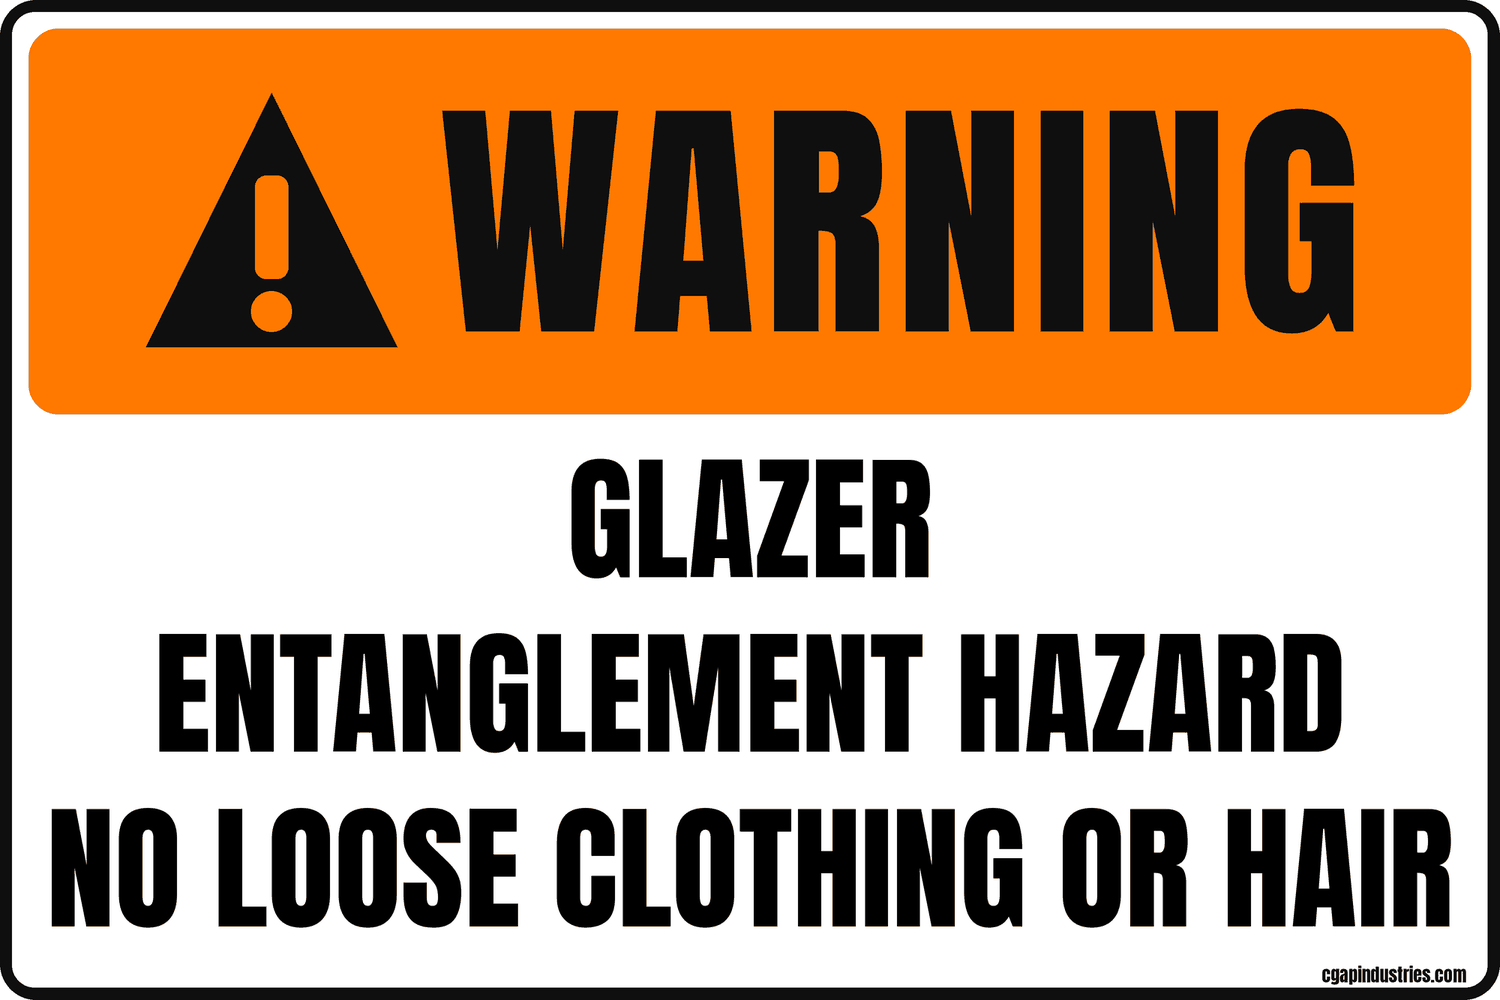 WARNING
GLAZER
ENTANGLEMENT HAZARD
NO LOOSE CLOTHING OR HAIR
cgapindustries.com